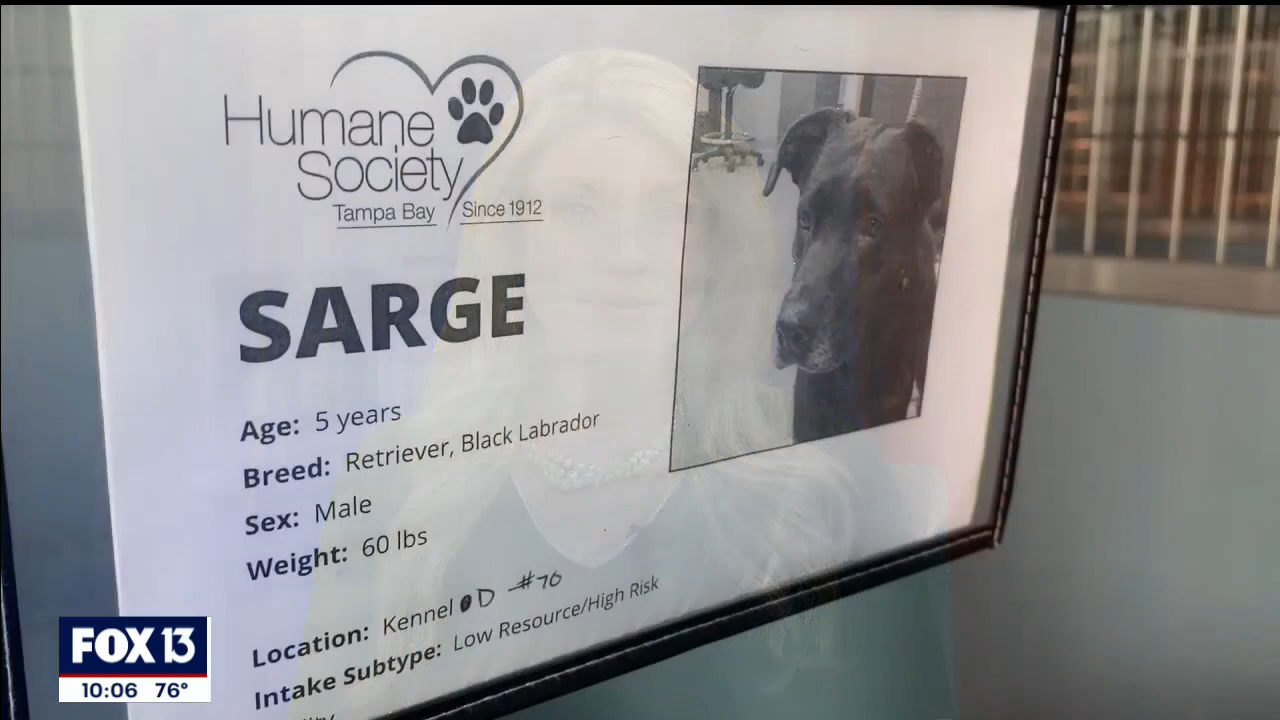 Humane
Society
Tampa Bay
Since 1912
SARGE
Age: 5 years
Breed: Retriever, Black Labrador
Sex: Male
Weight: 60 lbs
Location: Kennel D #70
Intake Subtype: Low Resource/High Risk
FOX 13
10:06 76°